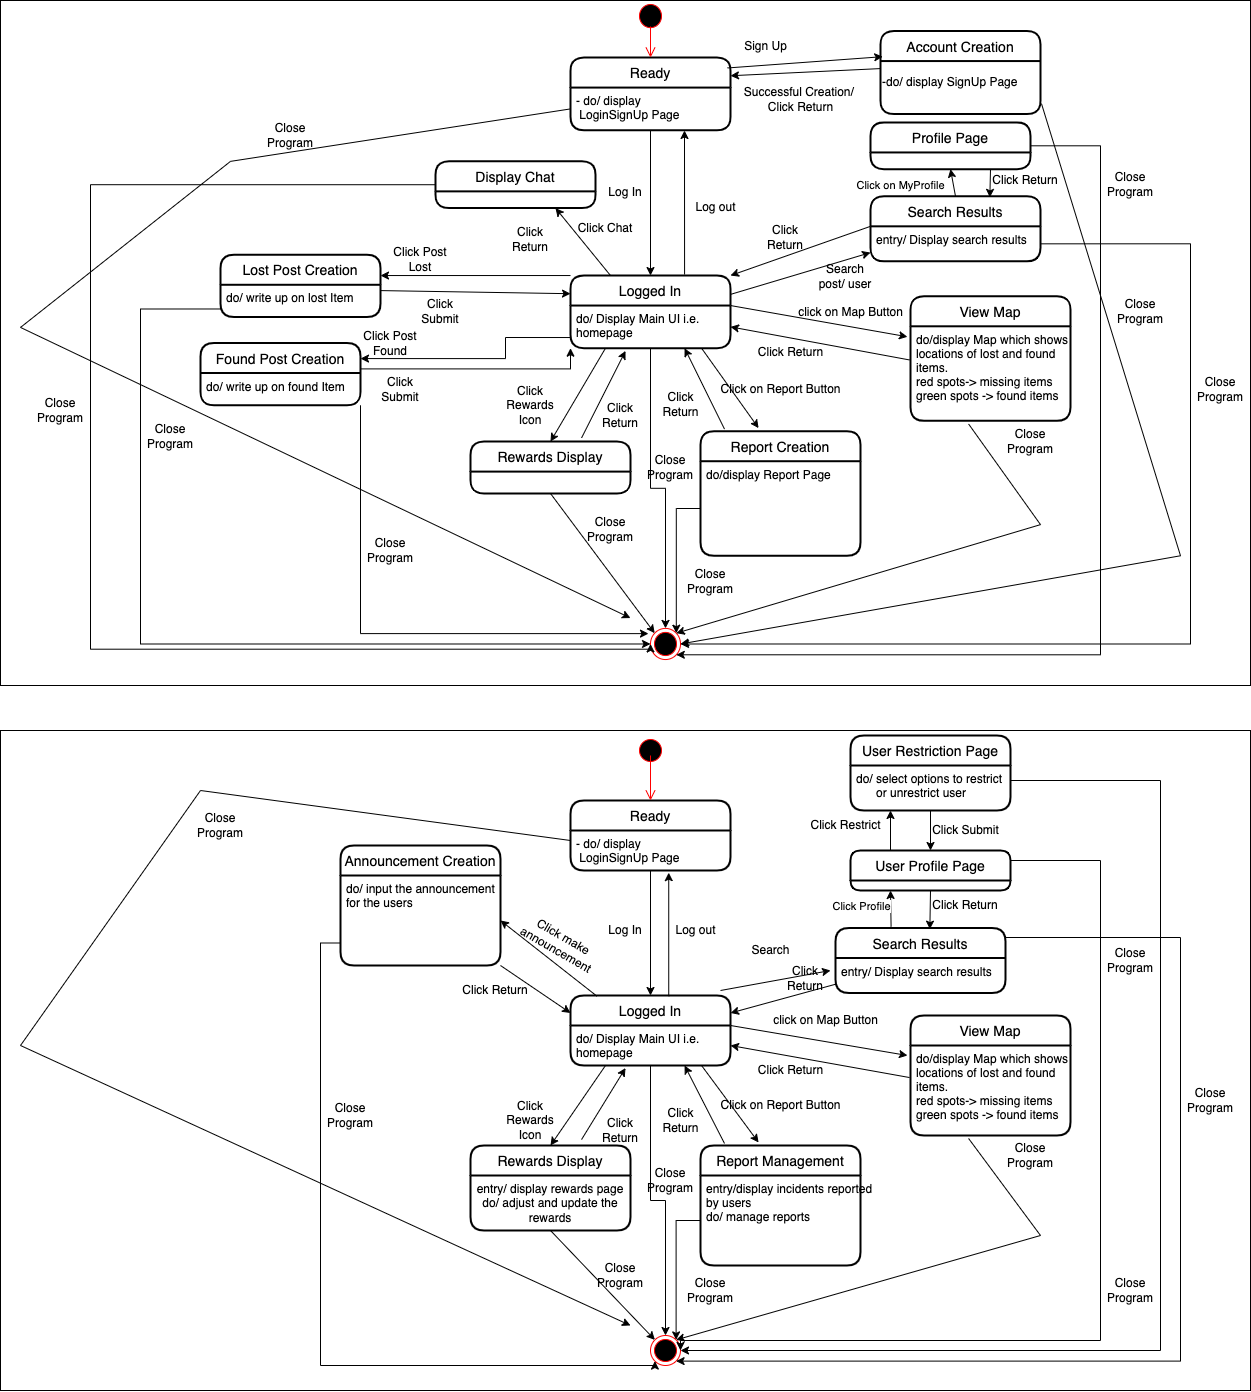 Sign Up
Account Creation
-do/ display SignUp Page
Ready
- do/ display
LoginSignUp Page
Successful Creation/
Click Return
Close
Program
Profile Page
Display Chat
Log In
Log out
Click on MyProfile
Click Return
Close
Program
Search Results
entry/ Display search results
Click
Return
Click Chat
Click
Return
Click Post
Lost
Lost Post Creation
do/ write up on lost Item
Click
Submit
Logged In
do/ Display Main UI i.e.
homepage
Search
post/ user
click on Map Button
Click Return
View Map
do/display Map which shows
locations of lost and found
items.
red spots-> missing items
green spots -> found items
Close
Program
Click Post
Found
Found Post Creation
do/ write up on found Item
Click
Submit
Close
Program
Close
Program
Click
Rewards
Icon
Click
Return
Click
Return
Click on Report Button
Close
Program
Close
Program
Rewards Display
Close
Program
Report Creation
do/display Report Page
Close
Program
Close
Program
Close
Program
User Restriction Page
do/ select options to restrict
or unrestrict user
Close
Program
Ready
- do/ display
LoginSignUp Page
Click Restrict
Click Submit
Announcement Creation
do/ input the announcement
for the users
User Profile Page
Click Profile
Click Return
Click make
announcement
Log In
Log out
Search Results
entry/ Display search results
Search
Click
Return
Close
Program
Click Return
Logged In
do/ Display Main UI i.e.
homepage
click on Map Button
Click Return
View Map
do/display Map which shows
locations of lost and found
items.
red spots-> missing items
green spots -> found items
Close
Program
Close
Program
Click
Rewards
Icon
Click
Return
Click
Return
Click on Report Button
Close
Program
Rewards Display
entry/ display rewards page
do/ adjust and update the
rewards
Close
Program
Report Management
entry/display incidents reported
by users
do/ manage reports
Close
Program
Close
Program
Close
Program